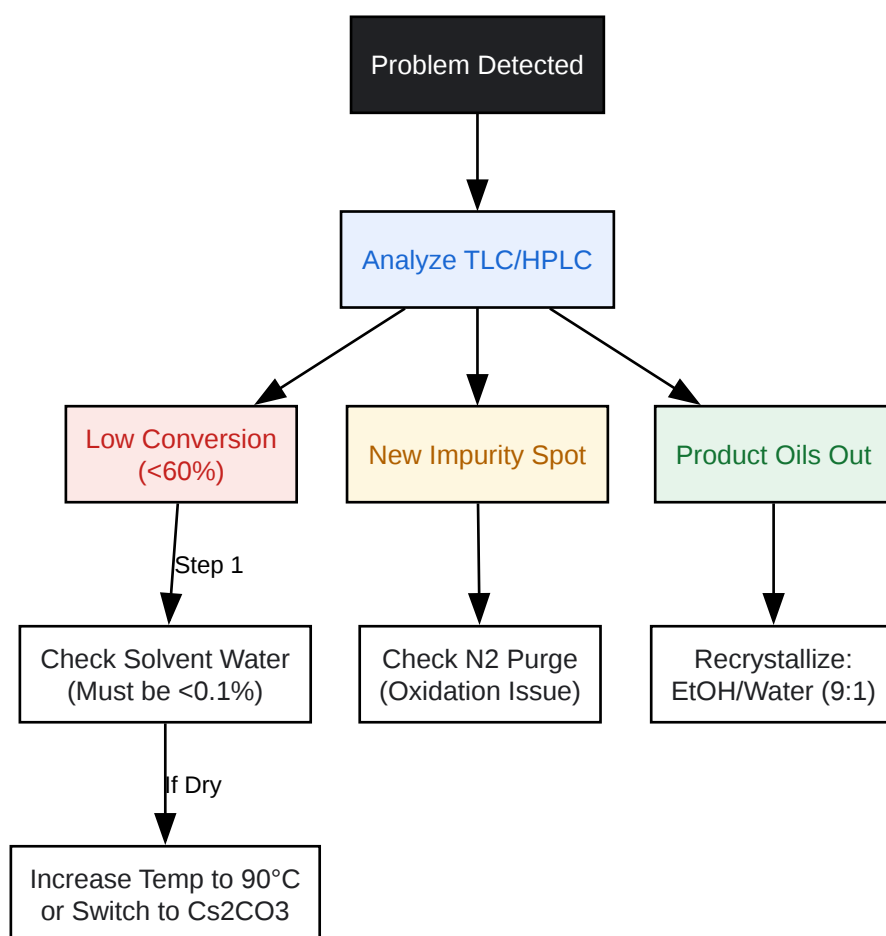 Problem Detected
Analyze TLC/HPLC
Low Conversion
(<60%)
New Impurity Spot
Product Oils Out
Step 1
Check Solvent Water
(Must be <0.1%)
Check N2 Purge
(Oxidation Issue)
Recrystallize:
EtOH/Water (9:1)
If Dry
Increase Temp to 90°C
or Switch to Cs2CO3